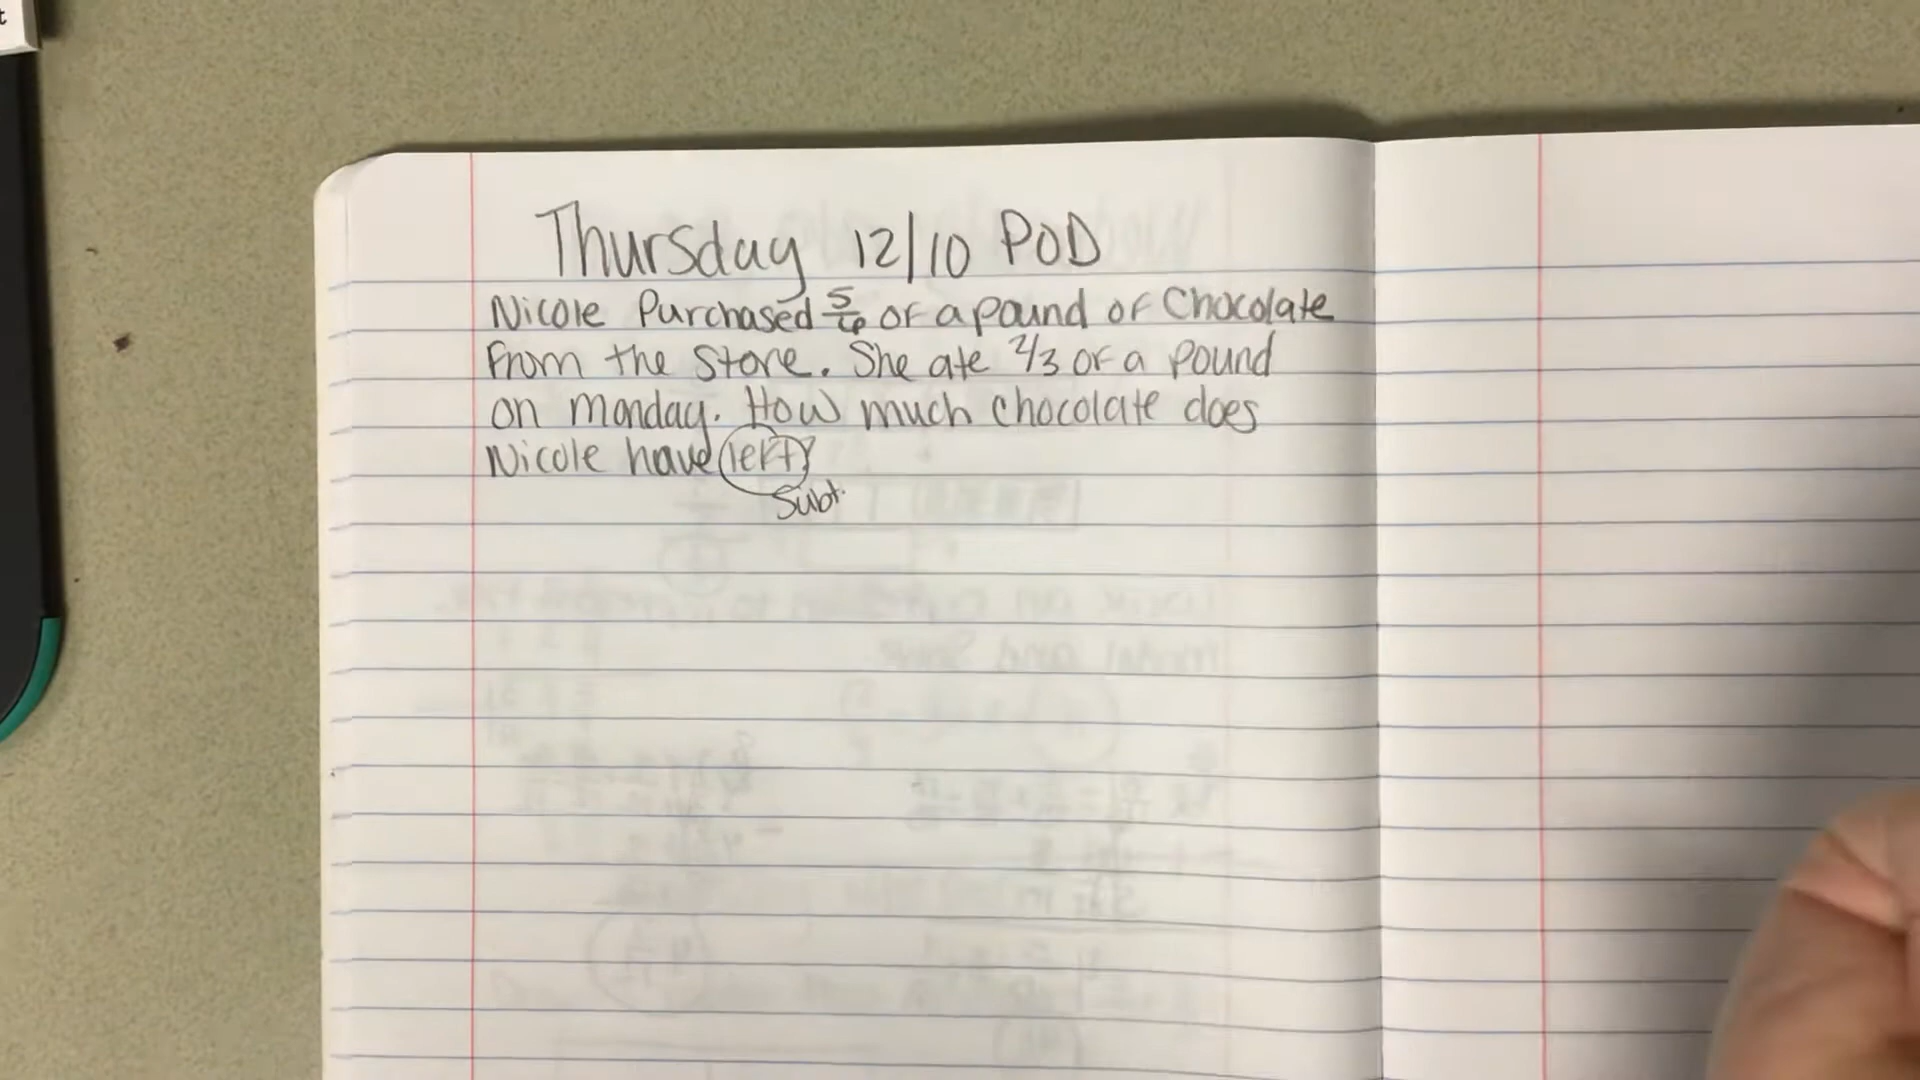 t
Thursday 12/10 POD
Nicole Purchased 5/6 of a pound of Chocolate
From the Store. She ate 2/3 of a pound
on monday. How much chocolate does
Nicole have left?
Subt.